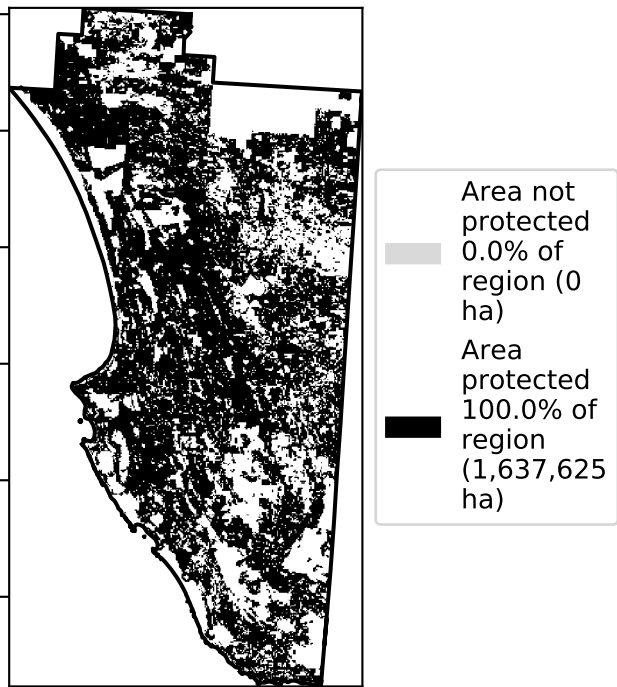 Area not
protected
0.0% of
region (0
ha)
Area
protected
100.0% of
region
(1,637,625
ha)